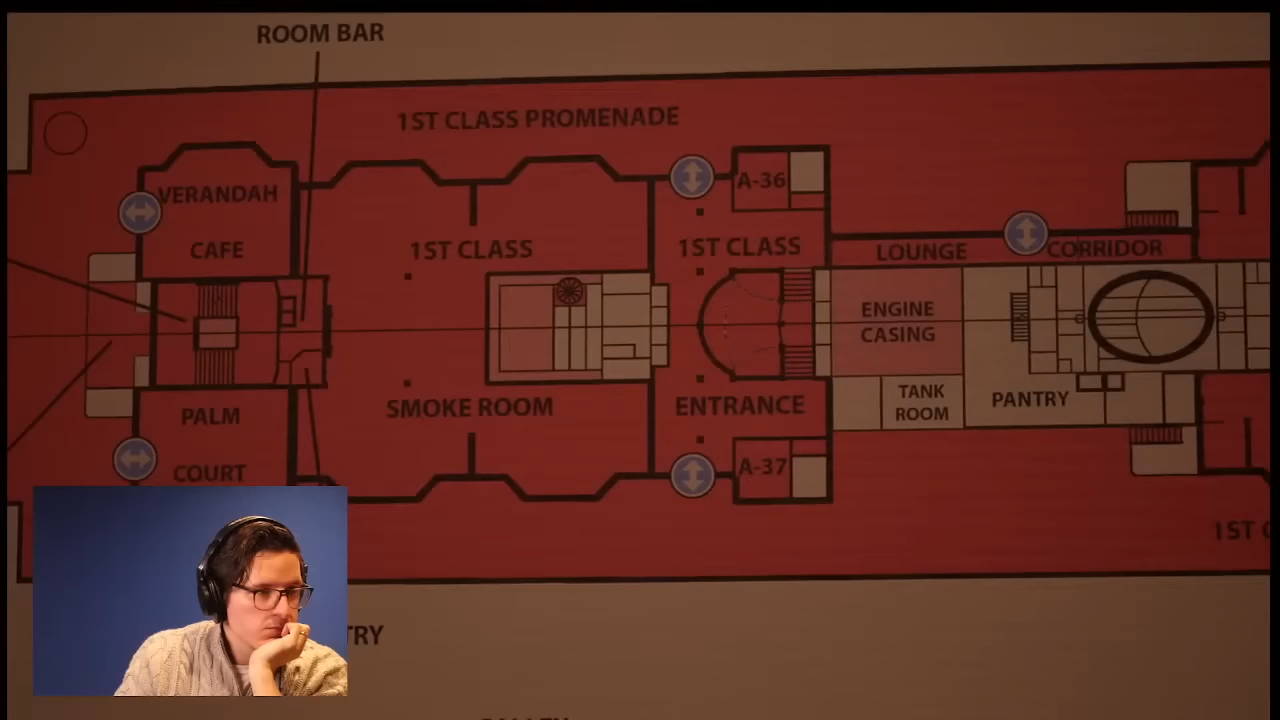 ROOM BAR
1ST CLASS PROMENADE
VERANDAH
CAFE
1ST CLASS
A-36
1ST CLASS
LOUNGE CORRIDOR
ENGINE
CASING
PALM
COURT
SMOKE ROOM
ENTRANCE
A-37
TANK
ROOM
PANTRY
1ST
TRY